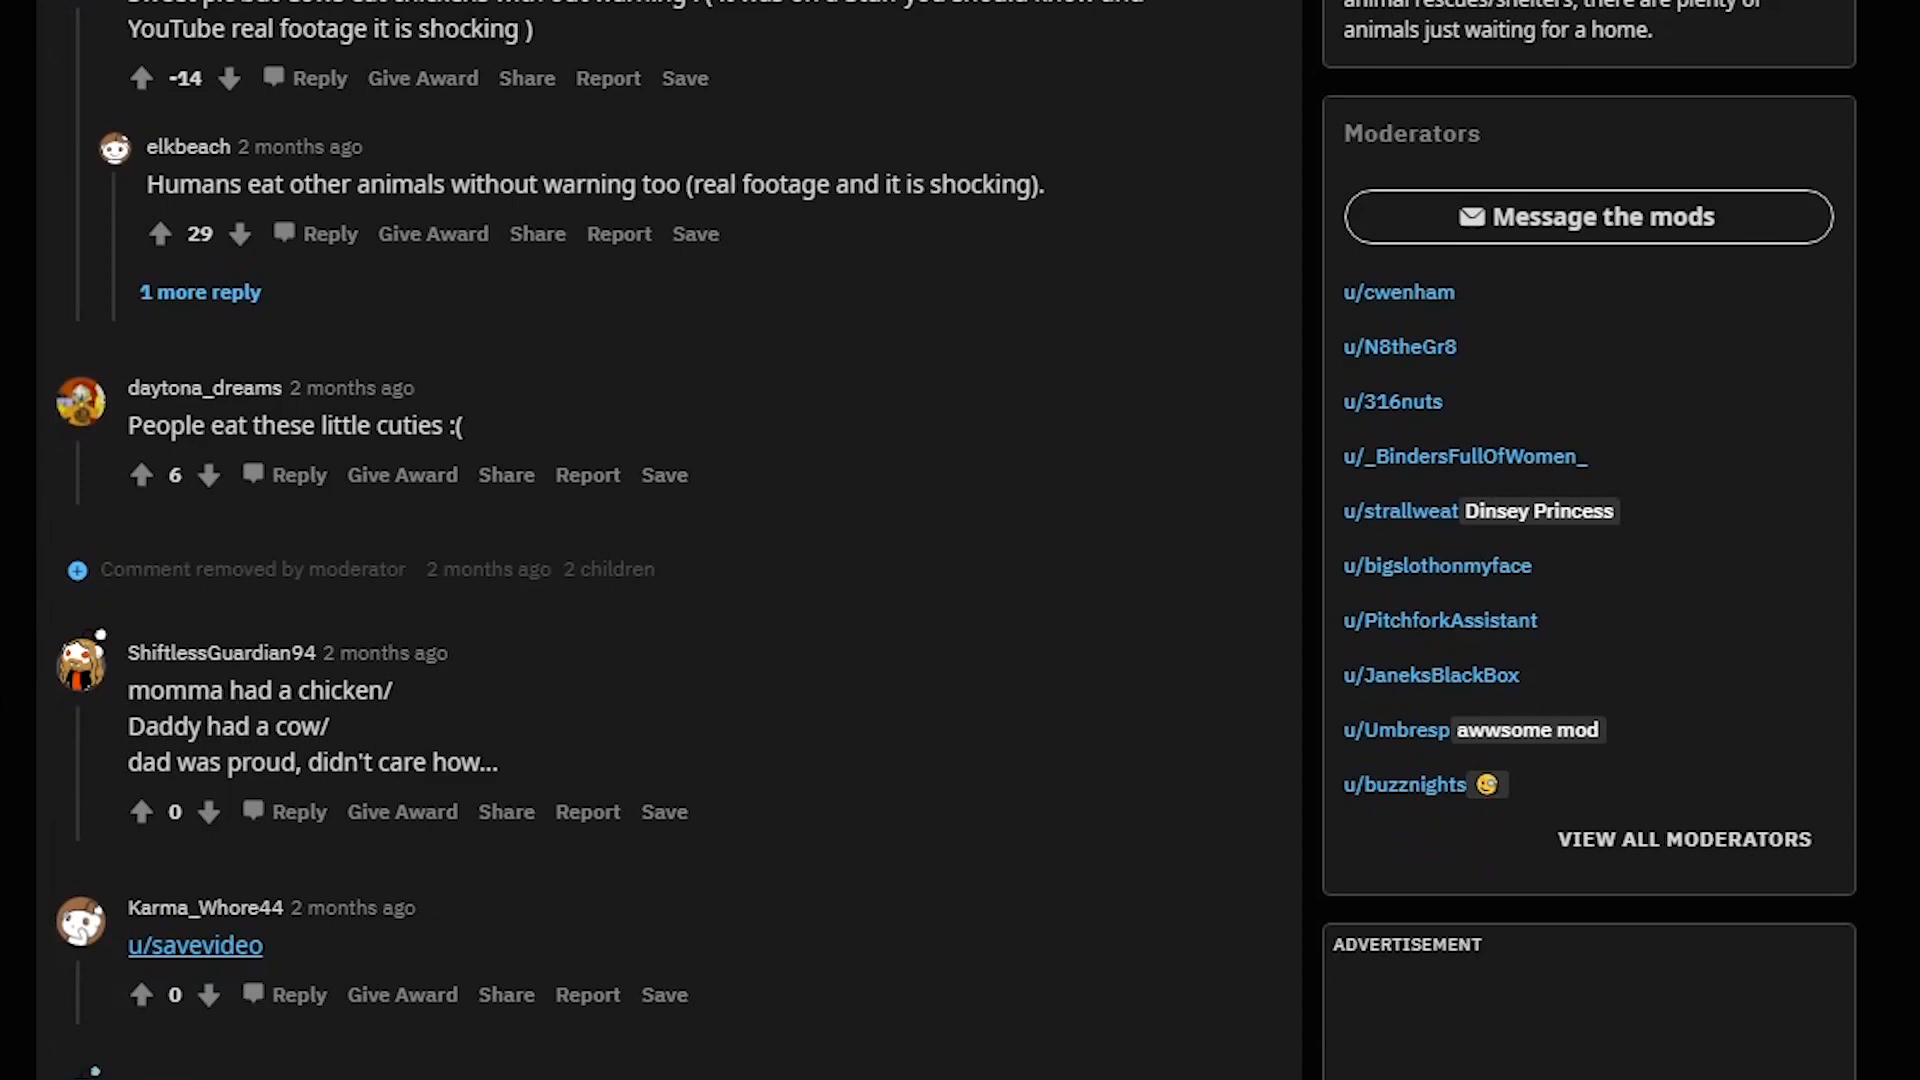 YouTube real footage it is shocking )
-14 Reply Give Award Share Report Save
elkbeach 2 months ago
Humans eat other animals without warning too (real footage and it is shocking).
29 Reply Give Award Share Report Save
1 more reply
daytona_dreams 2 months ago
People eat these little cuties :(
6 Reply Give Award Share Report Save
Comment removed by moderator 2 months ago 2 children
ShiftlessGuardian94 2 months ago
momma had a chicken/
Daddy had a cow/
dad was proud, didn't care how...
0 Reply Give Award Share Report Save
Karma_Whore44 2 months ago
u/savevideo
0 Reply Give Award Share Report Save
animal rescues/shelters, there are plenty of
animals just waiting for a home.
Moderators
Message the mods
u/cwenham
u/N8theGr8
u/316nuts
u/_BindersFullOfWomen_
u/strallweat Dinsey Princess
u/bigslothonmyface
u/PitchforkAssistant
u/JaneksBlackBox
u/Umbresp awwsome mod
u/buzznights
VIEW ALL MODERATORS
ADVERTISEMENT